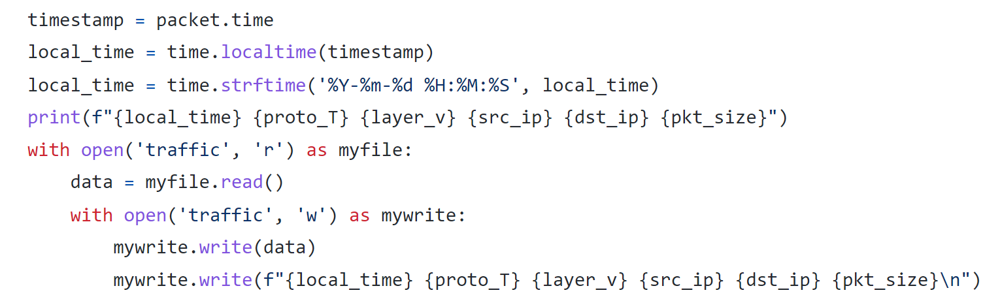 timestamp = packet.time
local_time = time.localtime(timestamp)
local_time = time.strftime('%Y-%m-%d %H:%M:%S', local_time)
print(f"{local_time} {proto_T} {layer_v} {src_ip} {dst_ip} {pkt_size}")
with open('traffic', 'r') as myfile:
    data = myfile.read()
    with open('traffic', 'w') as mywrite:
        mywrite.write(data)
        mywrite.write(f"{local_time} {proto_T} {layer_v} {src_ip} {dst_ip} {pkt_size}\n")